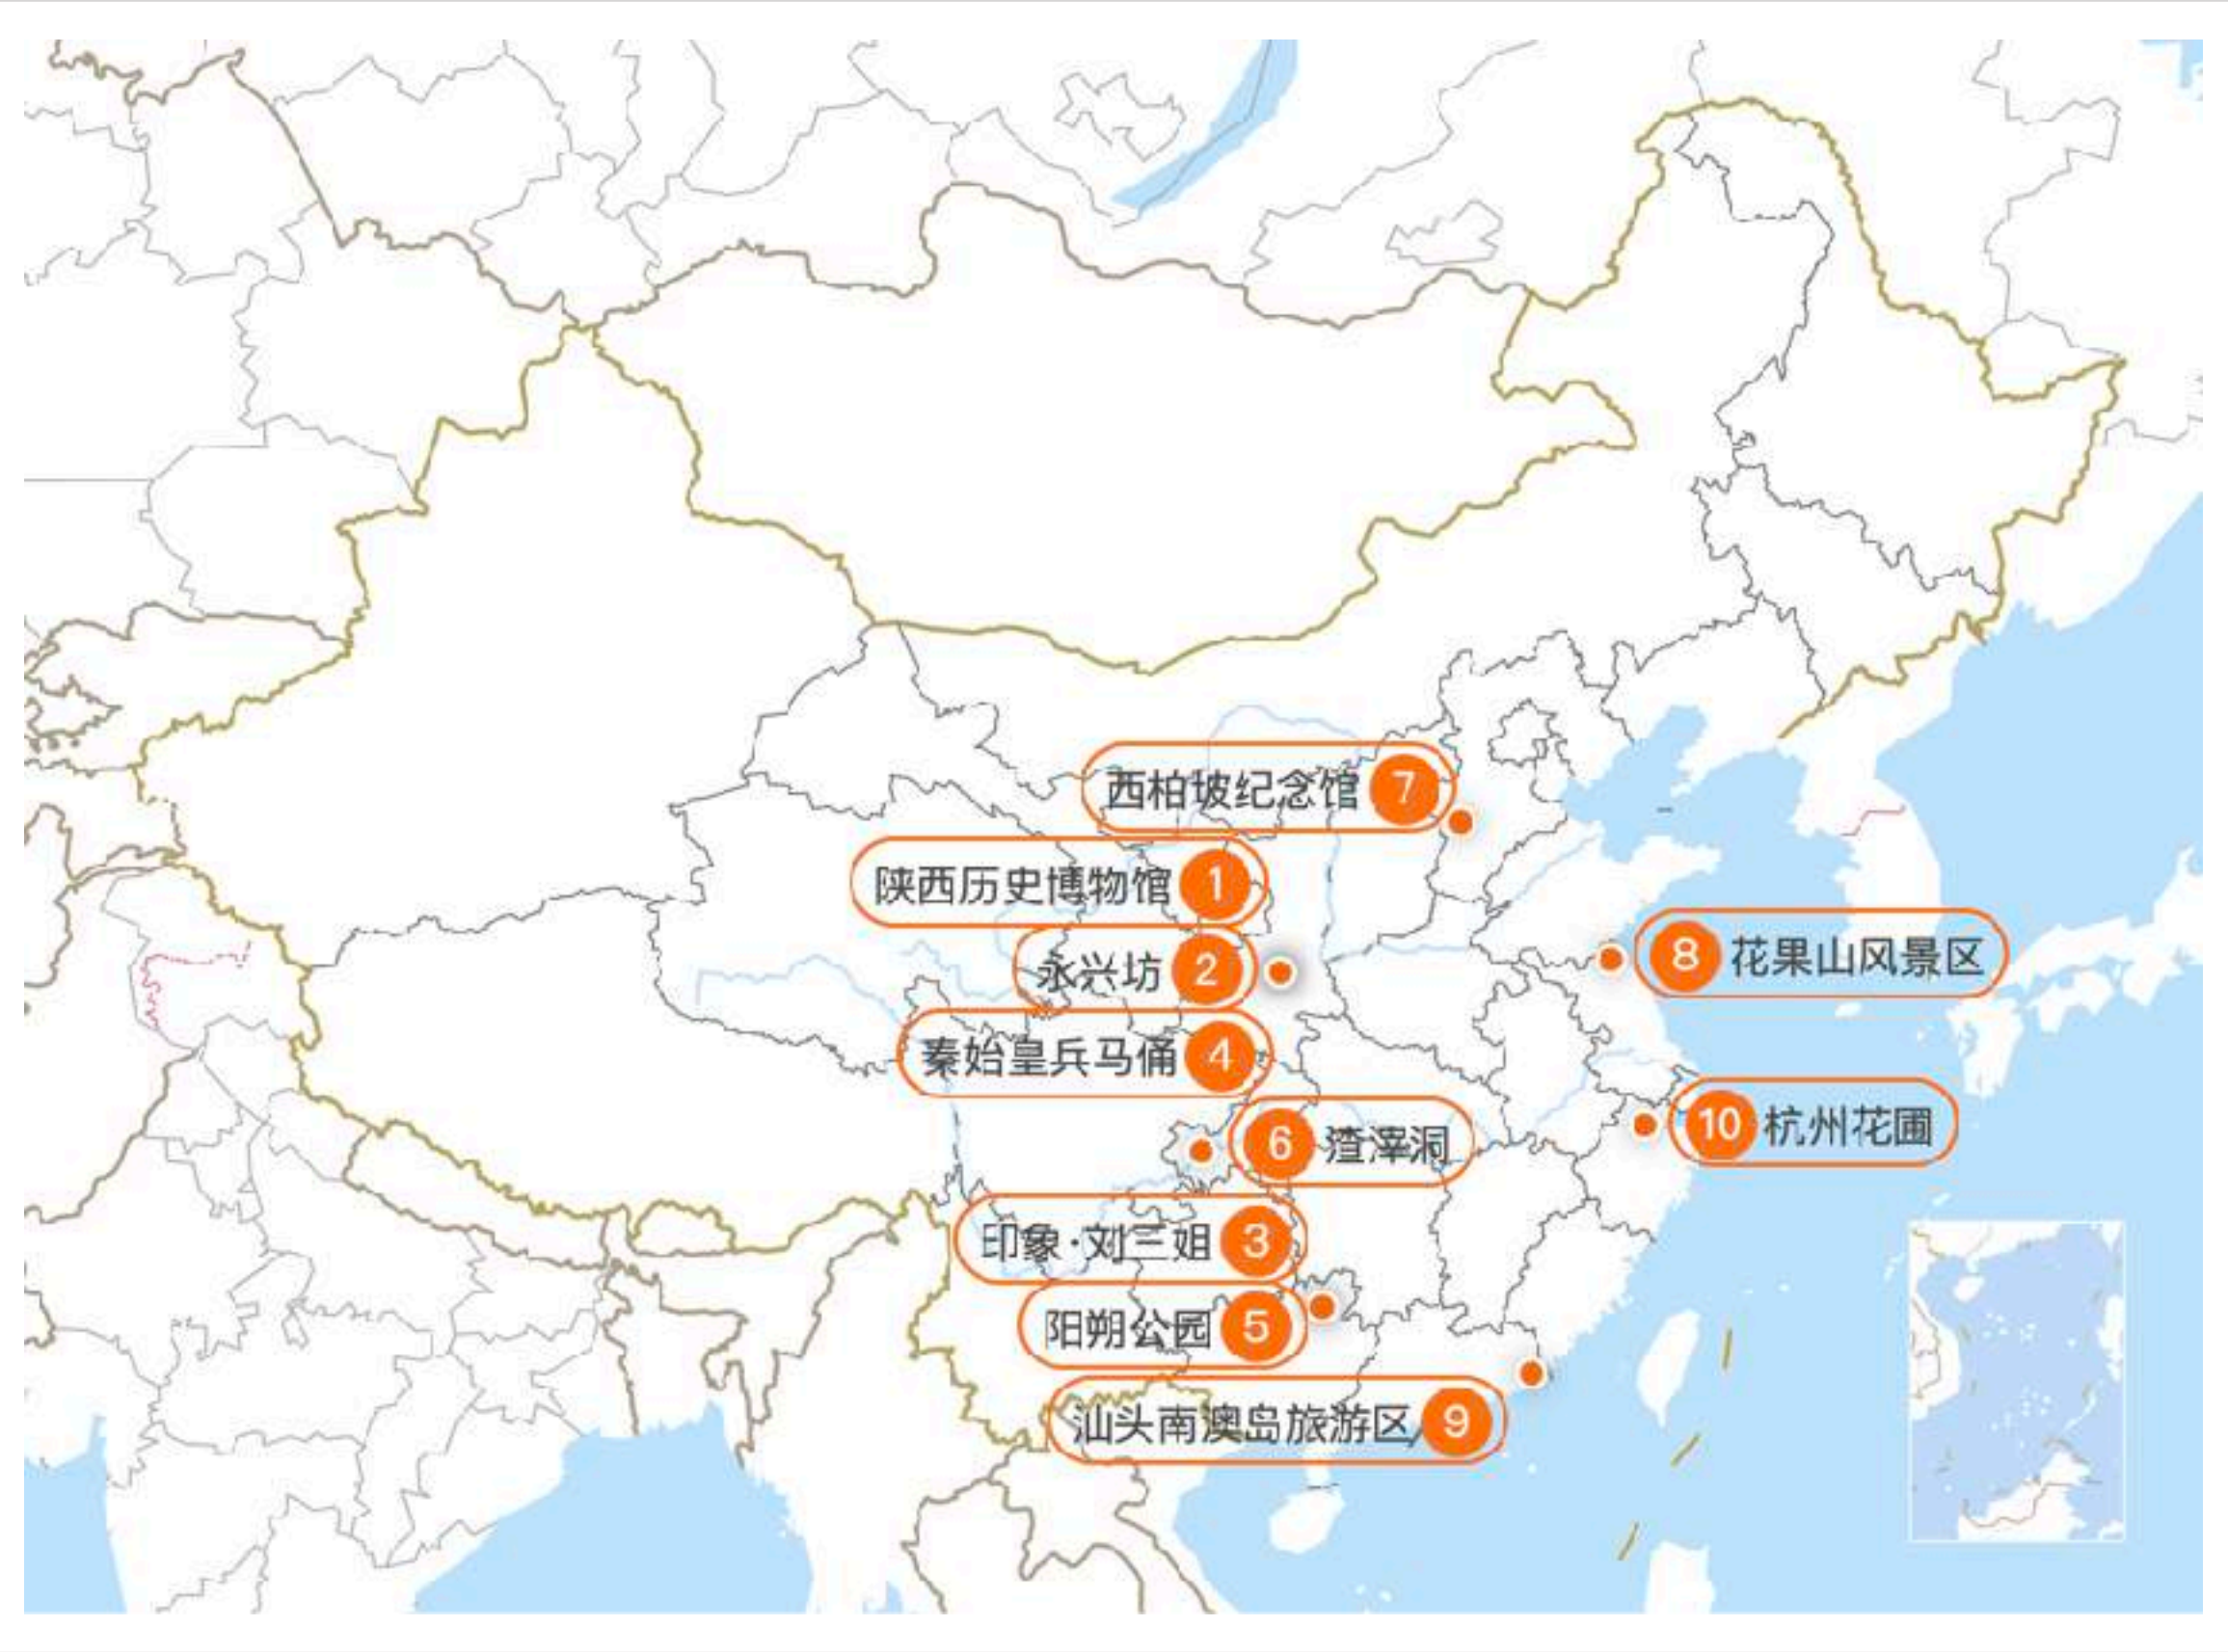 西柏坡纪念馆 7
陕西历史博物馆 1
8 花果山风景区
永兴坊 2
秦始皇兵马俑 4
10 杭州花圃
6 渣滓洞
印象·刘三姐 3
阳朔公园 5
汕头南澳岛旅游区 9